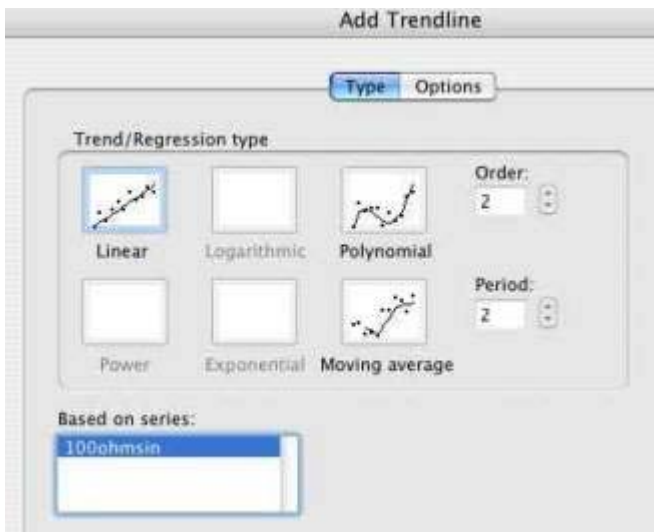 Add Trendline
Type Options
Trend/Regression type
Order:
2
Linear Logarithmic Polynomial
Period:
2
Power Exponential Moving average
Based on series:
100ohmsin